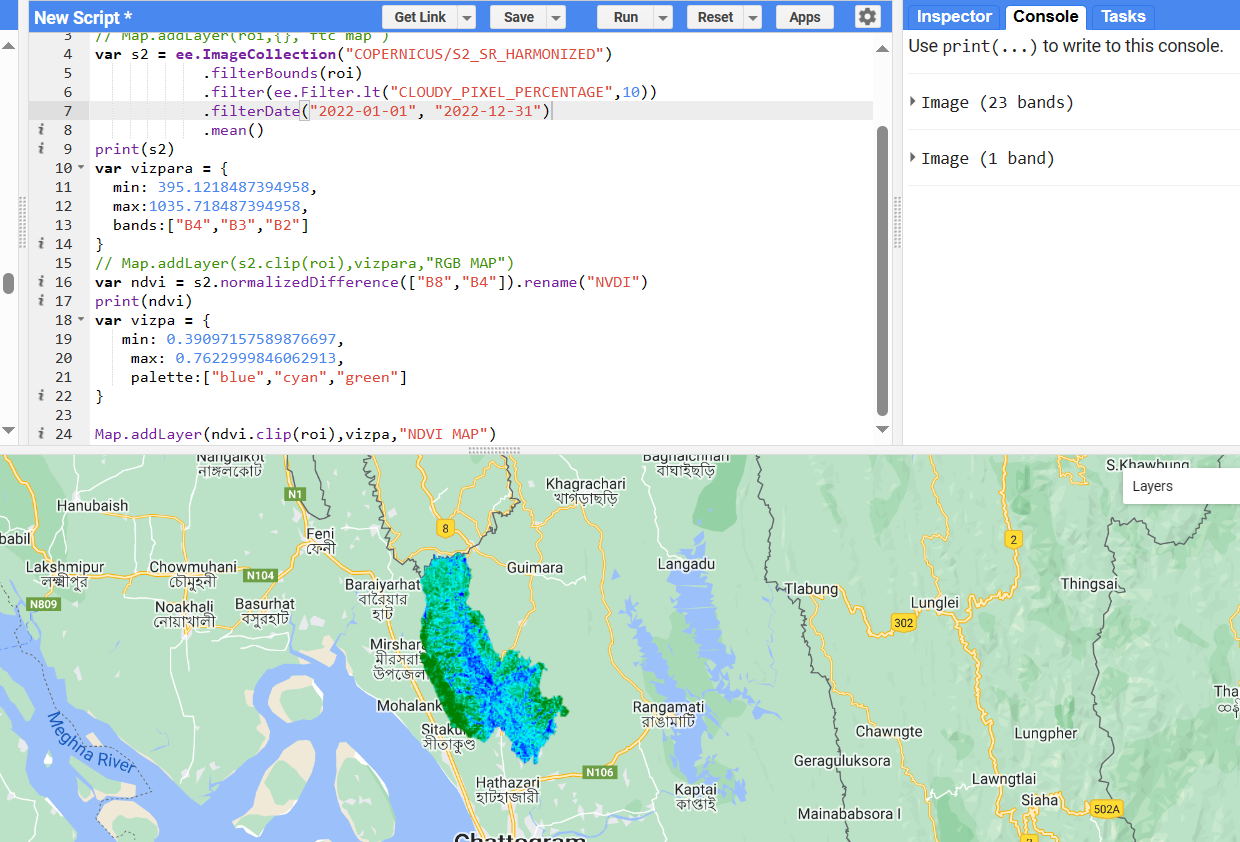 New Script *
Get Link
Save
Run
Reset
Apps
Inspector
Console
Tasks
3 // Map.addLayer(roi,{}, ftc map )
4 var s2 = ee.ImageCollection("COPERNICUS/S2_SR_HARMONIZED")
5 .filterBounds(roi)
6 .filter(ee.Filter.lt("CLOUDY_PIXEL_PERCENTAGE",10))
7 .filterDate("2022-01-01", "2022-12-31")
i 8 .mean()
i 9 print(s2)
10 var vizpara = {
11 min: 395.1218487394958,
12 max:1035.718487394958,
13 bands:["B4","B3","B2"]
i 14 }
15 // Map.addLayer(s2.clip(roi),vizpara,"RGB MAP")
i 16 var ndvi = s2.normalizedDifference(["B8","B4"]).rename("NVDI")
i 17 print(ndvi)
18 var vizpa = {
19 min: 0.39097157589876697,
20 max: 0.7622999846062913,
21 palette:["blue","cyan","green"]
i 22 }
23
i 24 Map.addLayer(ndvi.clip(roi),vizpa,"NDVI MAP")
Use print(...) to write to this console.
Image (23 bands)
Image (1 band)
Layers
Nangalkot
নাঙ্গলকোট
Baghaichhari
বাঘাইছড়ি
S.Khawbung
Khagrachari
খাগড়াছড়ি
Hanubaish
N1
8
Feni
ফেনী
2
babil
Lakshmipur
লক্ষ্মীপুর
Chowmuhani
চৌমুহনী
N104
Guimara
Langadu
Baraiyarhat
বারৈয়ার
হাট
Tlabung
Thingsai
N809
Noakhali
নোয়াখালী
Basurhat
বসুরহাট
Lunglei
302
Mirshar
মীরসরা
উপজেল
Mohalank
Rangamati
রাঙ্গামাটি
Tha
Sitaku
সীতাকুণ্ড
Meghna River
Chawngte
Lungpher
Geraguluksora
N106
Hathazari
হাটহাজারী
Kaptai
কাপ্তাই
Lawngtlai
Siaha
502A
Mainababsora I
2
Chattogram